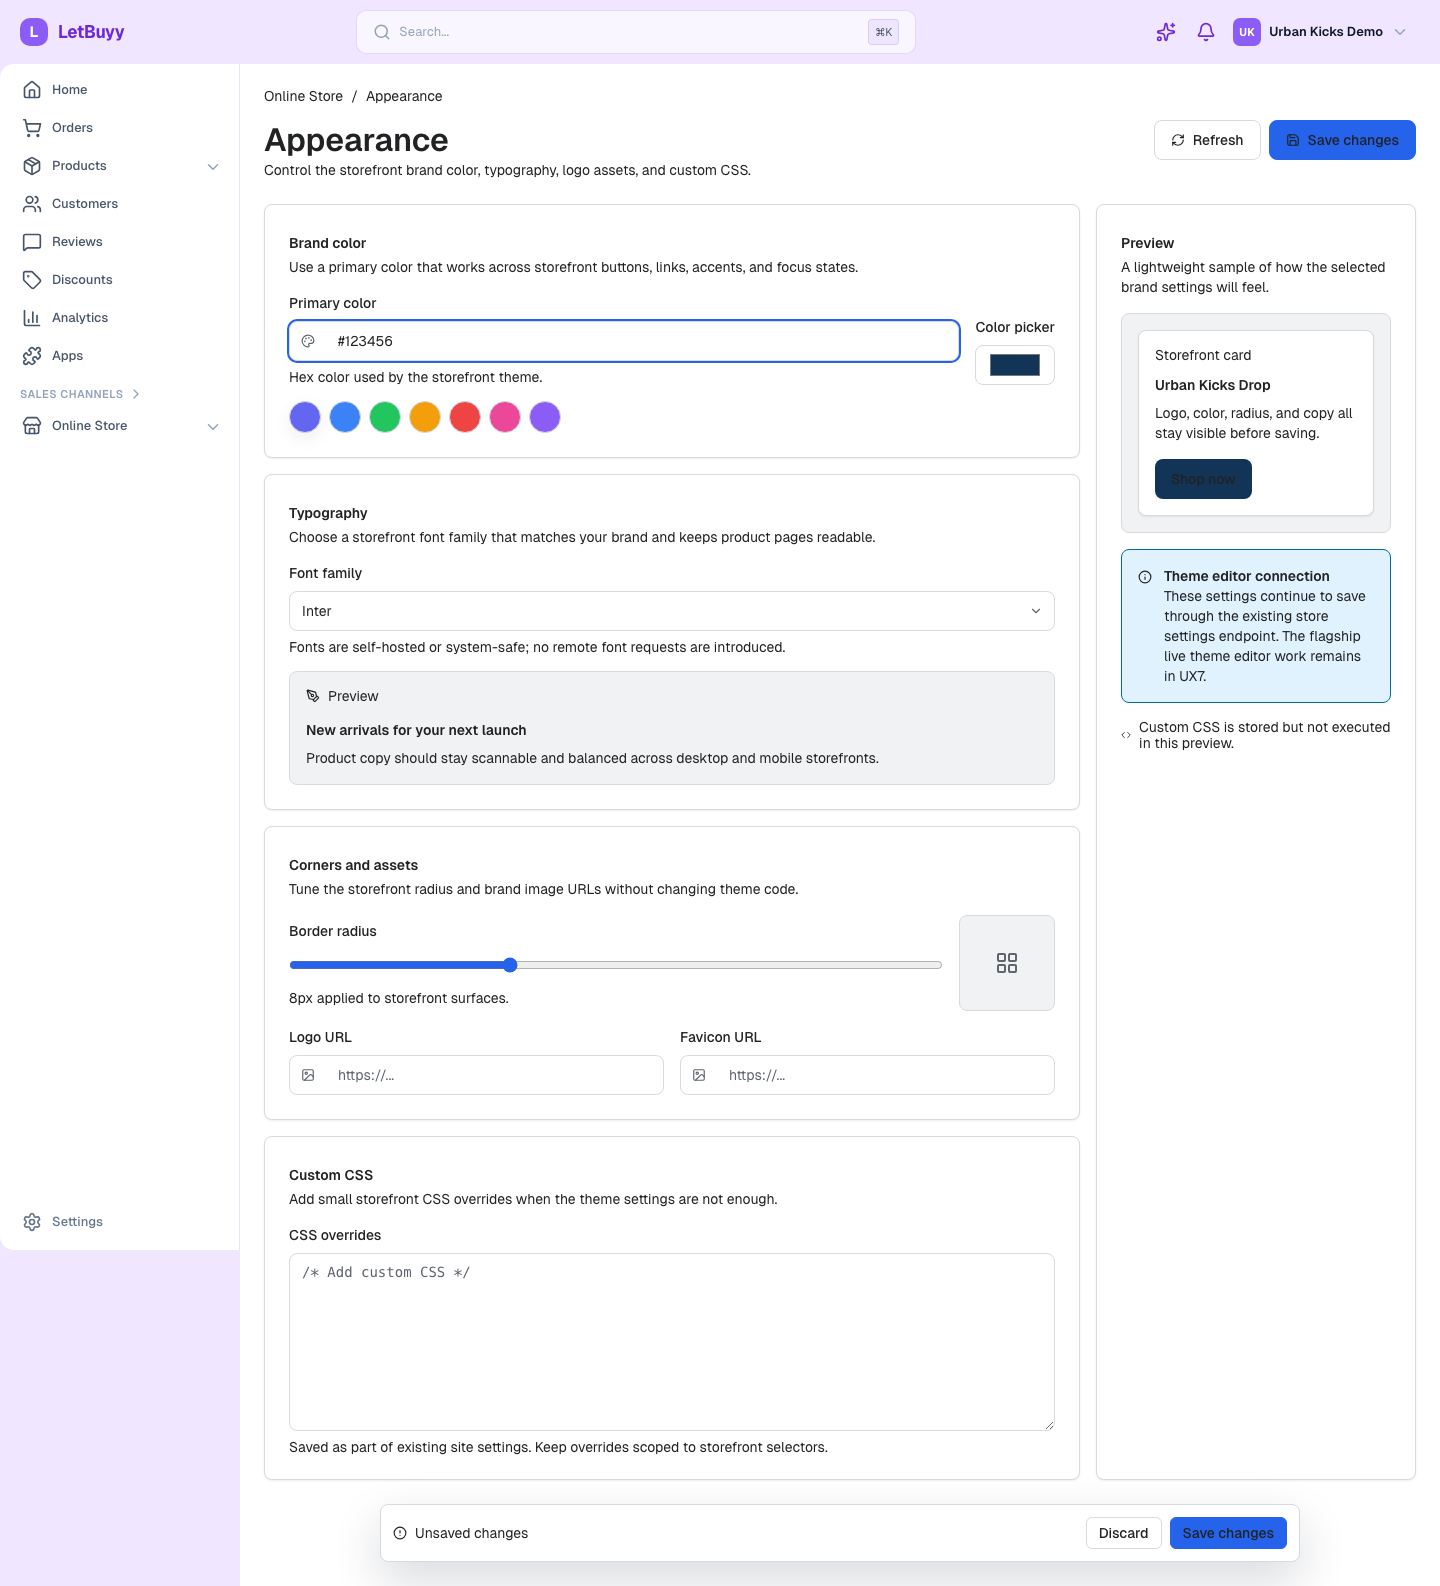 L LetBuyy
Search...
⌘K
UK Urban Kicks Demo
Home
Orders
Products
Customers
Reviews
Discounts
Analytics
Apps
SALES CHANNELS
Online Store
Settings
Online Store / Appearance
Appearance
Control the storefront brand color, typography, logo assets, and custom CSS.
Refresh
Save changes
Brand color
Use a primary color that works across storefront buttons, links, accents, and focus states.
Primary color
#123456
Hex color used by the storefront theme.
Color picker
Typography
Choose a storefront font family that matches your brand and keeps product pages readable.
Font family
Inter
Fonts are self-hosted or system-safe; no remote font requests are introduced.
Preview
New arrivals for your next launch
Product copy should stay scannable and balanced across desktop and mobile storefronts.
Corners and assets
Tune the storefront radius and brand image URLs without changing theme code.
Border radius
8px applied to storefront surfaces.
Logo URL
https://...
Favicon URL
https://...
Custom CSS
Add small storefront CSS overrides when the theme settings are not enough.
CSS overrides
/* Add custom CSS */
Saved as part of existing site settings. Keep overrides scoped to storefront selectors.
Preview
A lightweight sample of how the selected
brand settings will feel.
Storefront card
Urban Kicks Drop
Logo, color, radius, and copy all
stay visible before saving.
Shop now
Theme editor connection
These settings continue to save
through the existing store
settings endpoint. The flagship
live theme editor work remains
in UX7.
Custom CSS is stored but not executed
in this preview.
Unsaved changes
Discard
Save changes